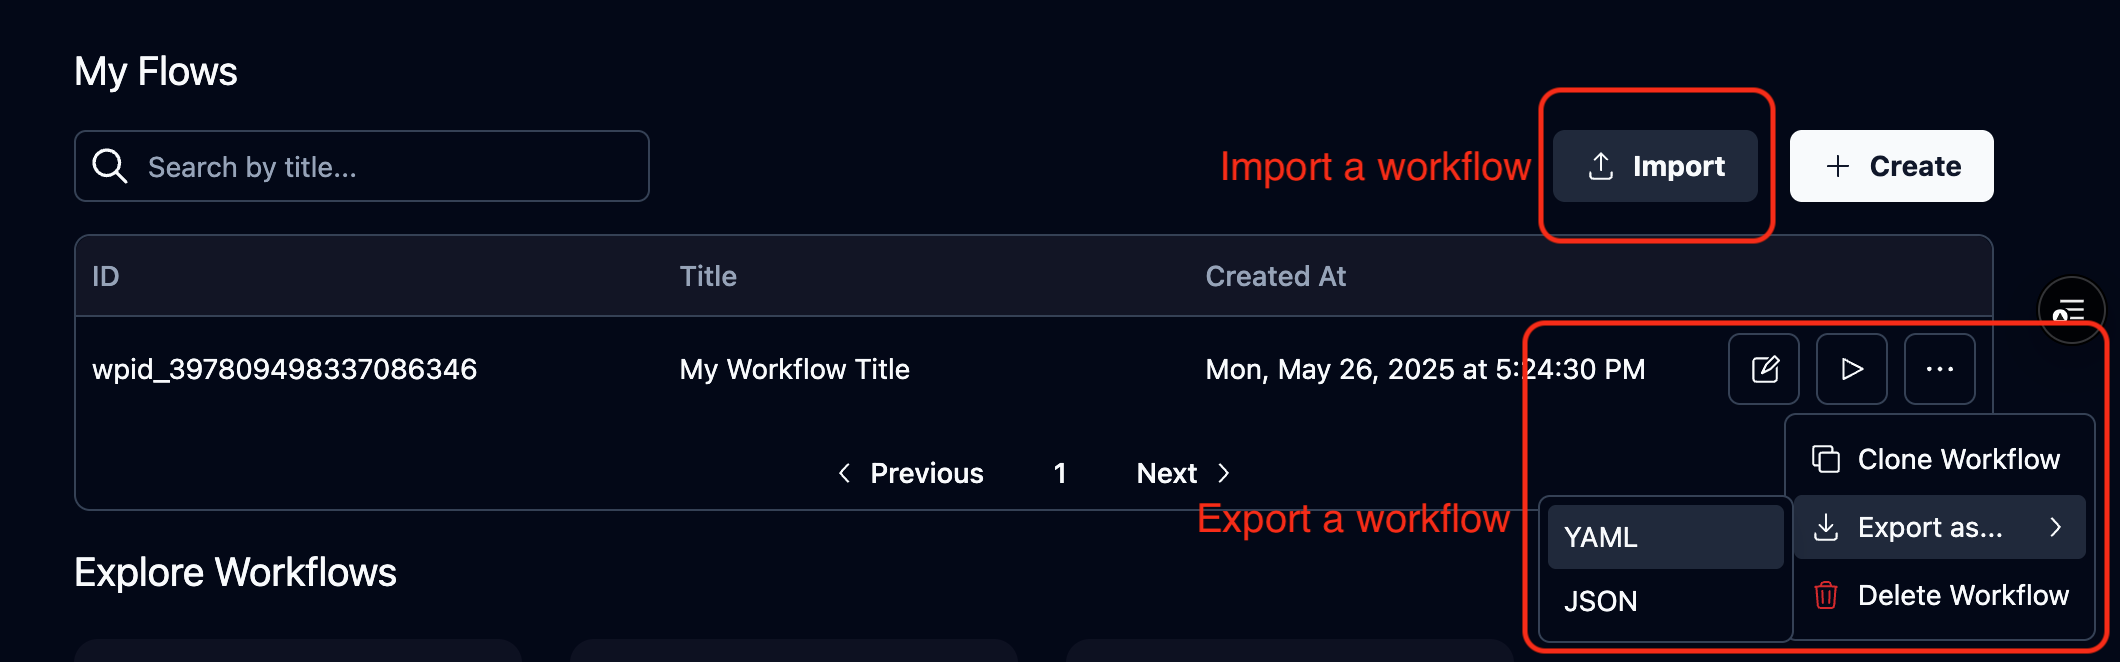 My Flows
Search by title...
Import a workflow
Import
Create
ID Title Created At
wpid_397809498337086346 My Workflow Title Mon, May 26, 2025 at 5:24:30 PM
Clone Workflow
Previous 1 Next
Export a workflow
Export as...
YAML
Explore Workflows
JSON
Delete Workflow